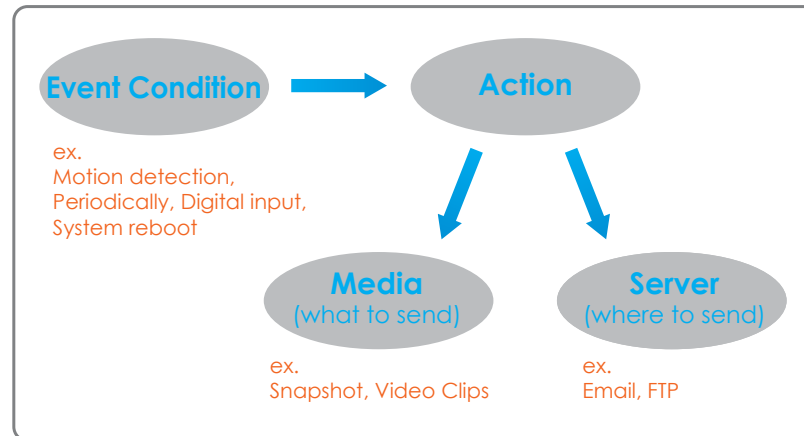 Event Condition
Action
ex.
Motion detection,
Periodically, Digital input,
System reboot
Media
(what to send)
Server
(where to send)
ex.
Snapshot, Video Clips
ex.
Email, FTP